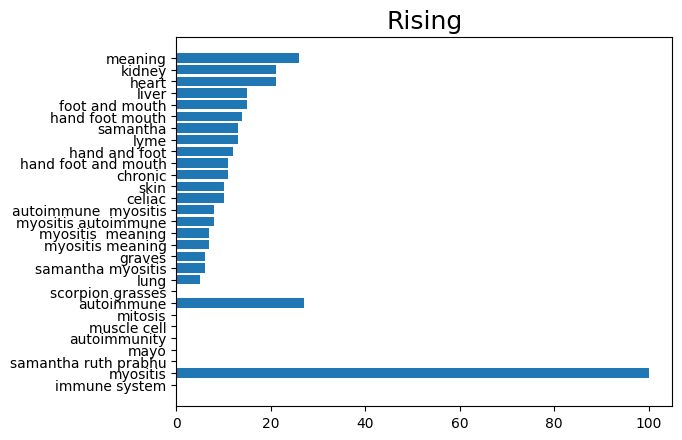 Rising
meaning
kidney
heart
liver
foot and mouth
hand foot mouth
samantha
lyme
hand and foot
hand foot and mouth
chronic
skin
celiac
autoimmune  myositis
myositis autoimmune
myositis  meaning
myositis meaning
graves
samantha myositis
lung
scorpion grasses
autoimmune
mitosis
muscle cell
autoimmunity
mayo
samantha ruth prabhu
myositis
immune system
0 20 40 60 80 100